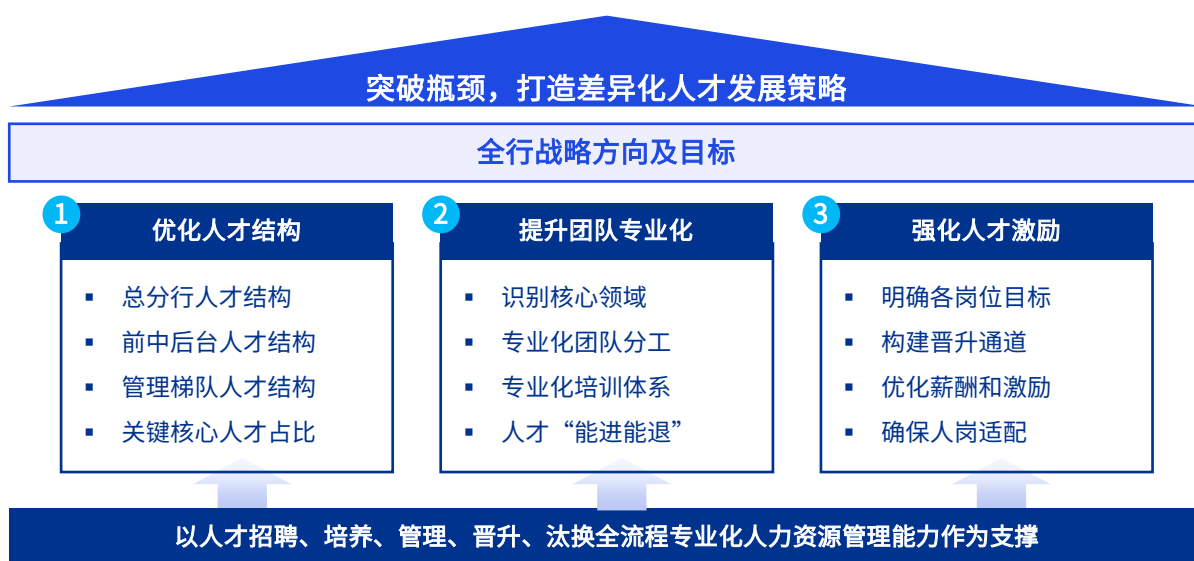 突破瓶颈，打造差异化人才发展策略
全行战略方向及目标
1
优化人才结构
总分行人才结构
前中后台人才结构
管理梯队人才结构
关键核心人才占比
2
提升团队专业化
识别核心领域
专业化团队分工
专业化培训体系
人才“能进能退”
3
强化人才激励
明确各岗位目标
构建晋升通道
优化薪酬和激励
确保人岗适配
以人才招聘、培养、管理、晋升、汰换全流程专业化人力资源管理能力作为支撑